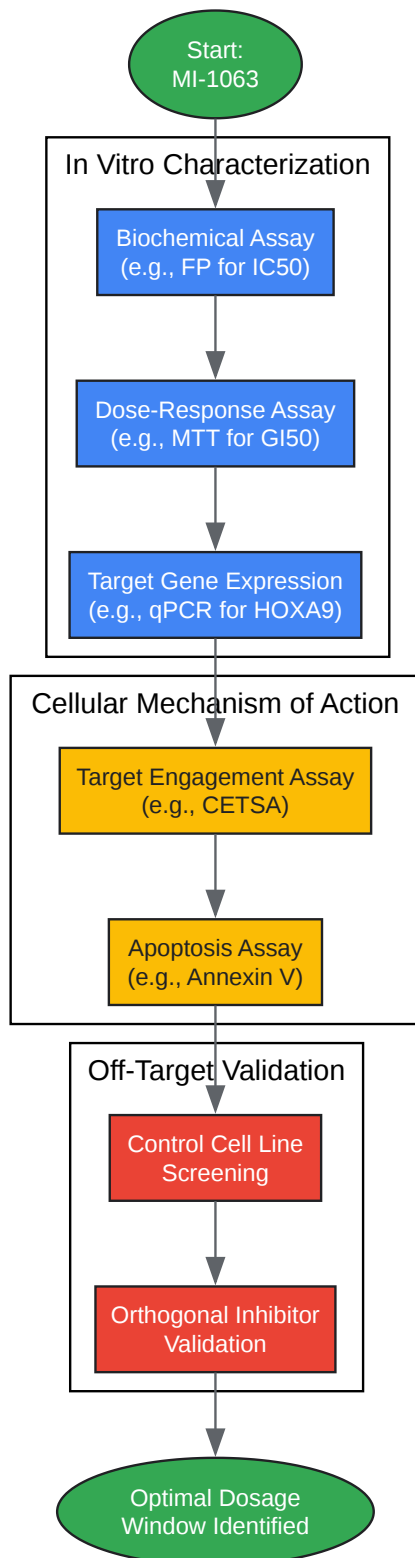 Start:
MI-1063
In Vitro Characterization
Biochemical Assay
(e.g., FP for IC50)
Dose-Response Assay
(e.g., MTT for GI50)
Target Gene Expression
(e.g., qPCR for HOXA9)
Cellular Mechanism of Action
Target Engagement Assay
(e.g., CETSA)
Apoptosis Assay
(e.g., Annexin V)
Off-Target Validation
Control Cell Line
Screening
Orthogonal Inhibitor
Validation
Optimal Dosage
Window Identified